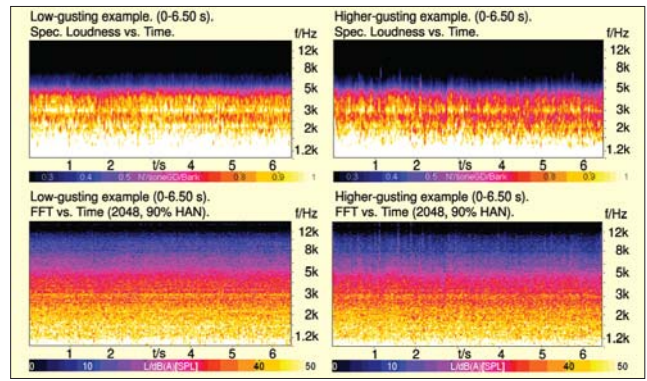 Low-gusting example. (0-6.50 s).
Spec. Loudness vs. Time.
f/Hz
12k
8k
5k
3k
2k
1.2k
1 2 t/s 4 5 6
0.3 0.4 0.5 N'/soneGD/Bark 0.8 0.9 1
Higher-gusting example. (0-6.50 s).
Spec. Loudness vs. Time.
f/Hz
12k
8k
5k
3k
2k
1.2k
1 2 t/s 4 5 6
0.3 0.4 0.5 N'/soneGD/Bark 0.8 0.9 1
Low-gusting example (0-6.50 s).
FFT vs. Time (2048, 90% HAN).
f/Hz
12k
8k
5k
3k
2k
1.2k
1 2 t/s 4 5 6
0 10 L/dB(A)[SPL] 40 50
Higher-gusting example (0-6.50 s).
FFT vs. Time (2048, 90% HAN).
f/Hz
12k
8k
5k
3k
2k
1.2k
1 2 t/s 4 5 6
0 10 L/dB(A)[SPL] 40 50